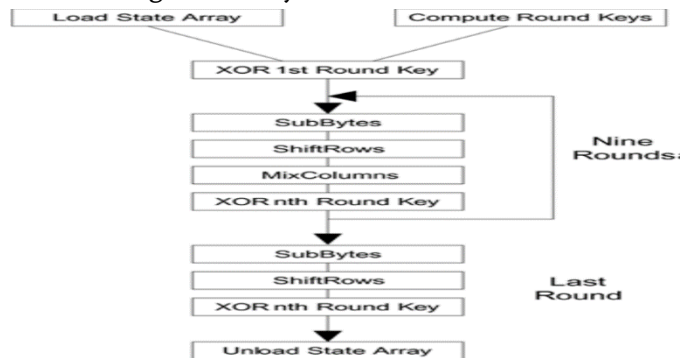 Load State Array
Compute Round Keys
XOR 1st Round Key
SubBytes
ShiftRows
MixColumns
XOR nth Round Key
Nine
Rounds
SubBytes
ShiftRows
XOR nth Round Key
Last
Round
Unload State Array